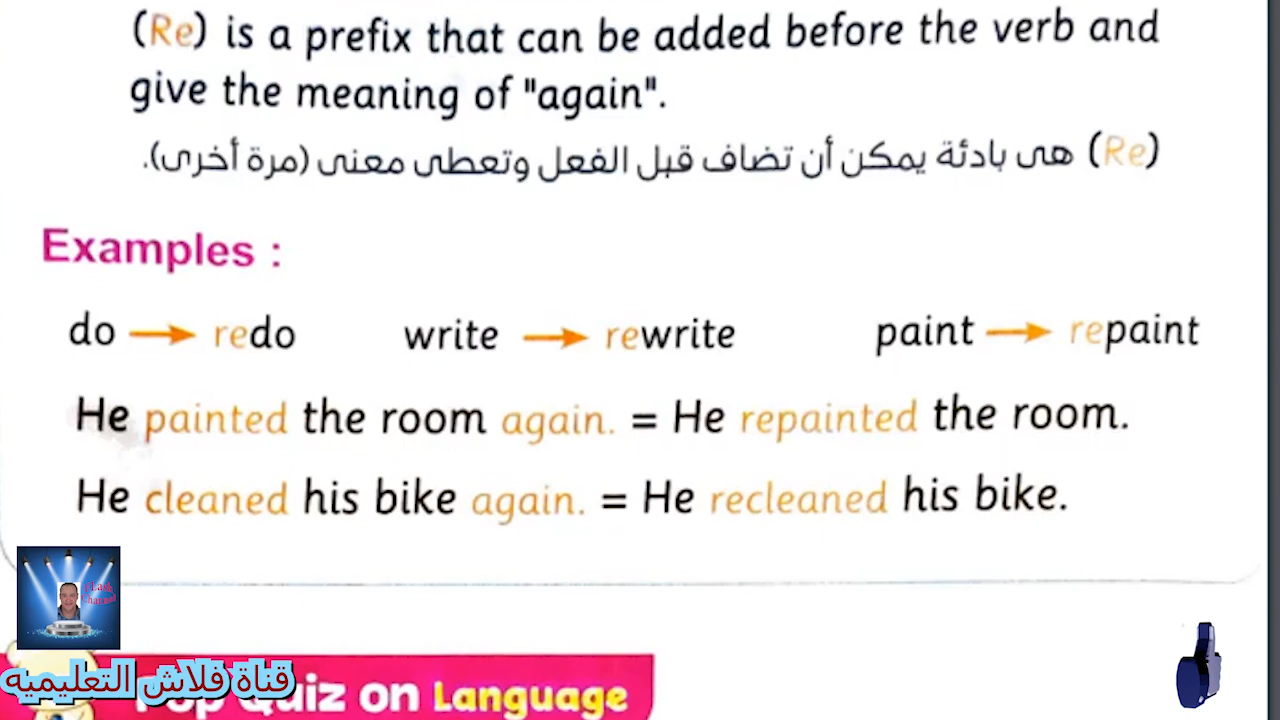 (Re) is a prefix that can be added before the verb and
give the meaning of "again".
(Re) هى بادئة يمكن أن تضاف قبل الفعل وتعطى معنى (مرة أخرى).
Examples :
do → redo write → rewrite paint → repaint
He painted the room again. = He repainted the room.
He cleaned his bike again. = He recleaned his bike.
Flash
Channel
قناة فلاش التعليميه
Pop Quiz on Language